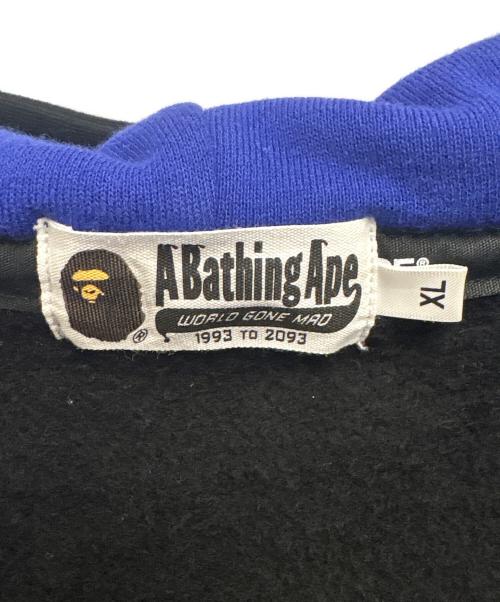 A Bathing Ape
WORLD GONE MAD
1993 TO 2093
®
XL